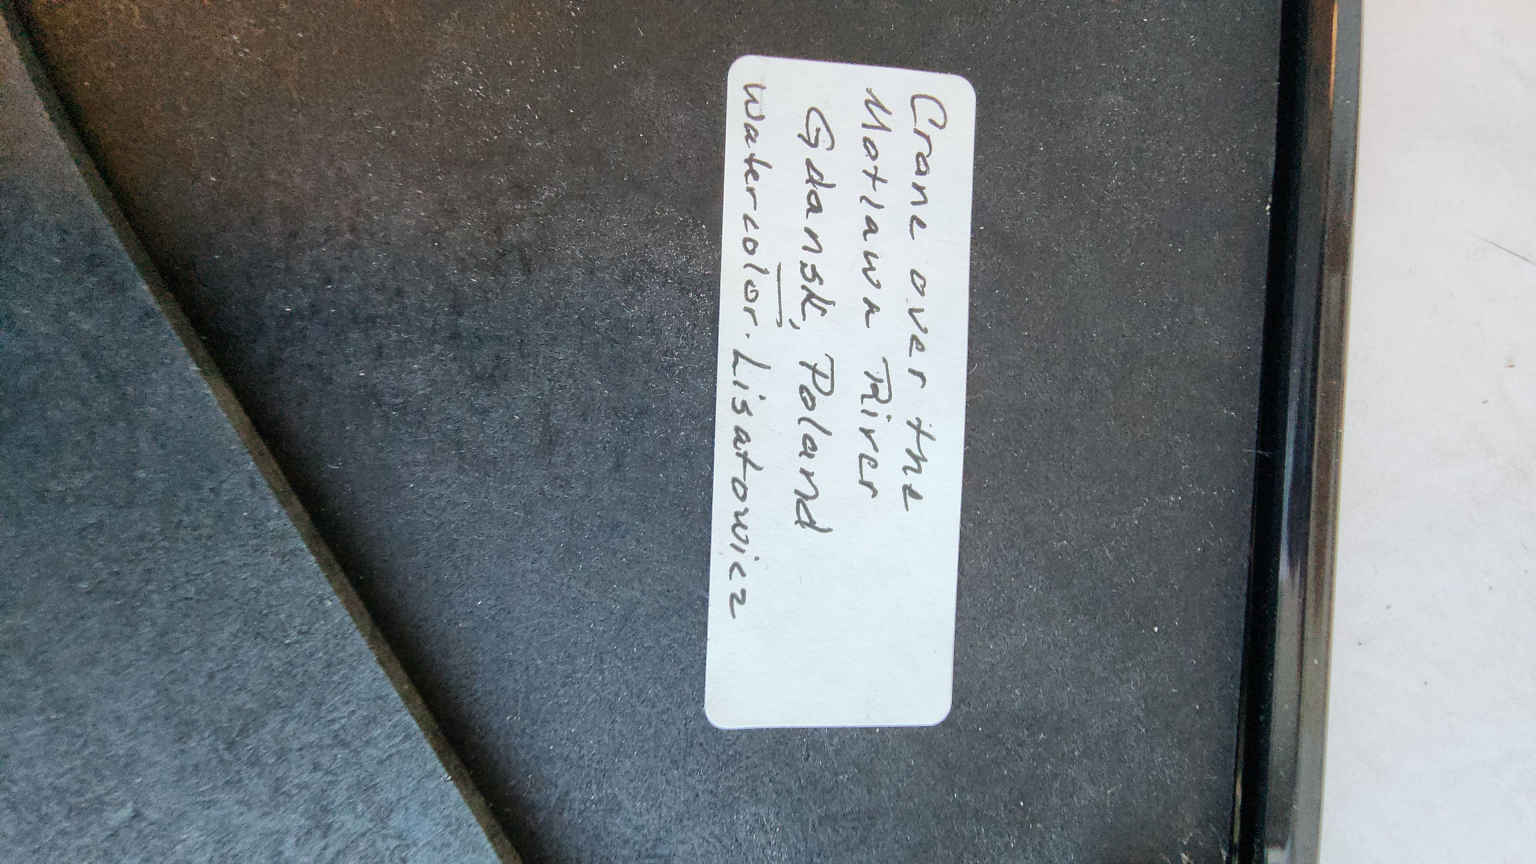 Crane over the
Motlawa River
Gdansk, Poland
Watercolor. Lisatowicz